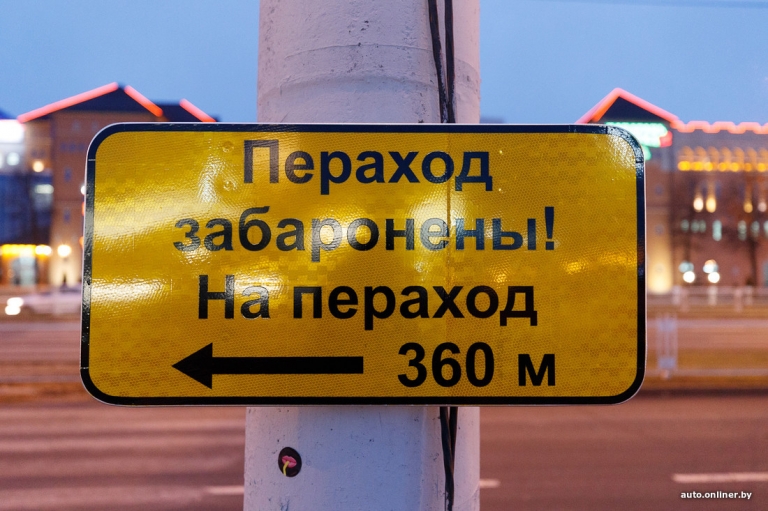 Пераход
забаронены!
На пераход
360 м
auto.onliner.by